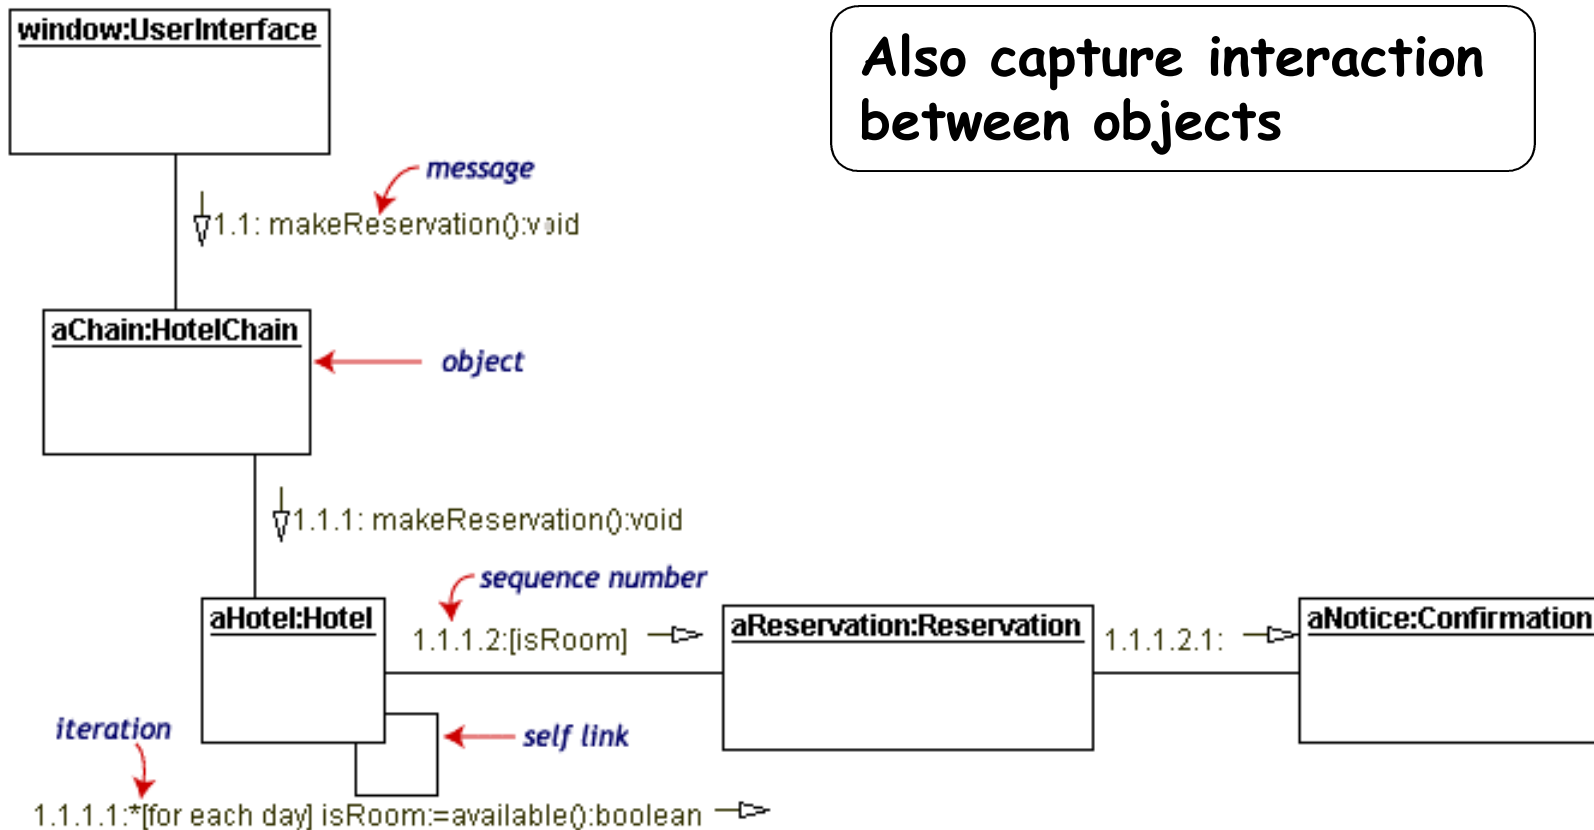 window:UserInterface
Also capture interaction
between objects
message
1.1: makeReservation():void
aChain:HotelChain
object
1.1.1: makeReservation():void
sequence number
aHotel:Hotel
1.1.1.2:[isRoom]
aReservation:Reservation
1.1.1.2.1:
aNotice:Confirmation
iteration
self link
1.1.1.1:*[for each day] isRoom:=available():boolean